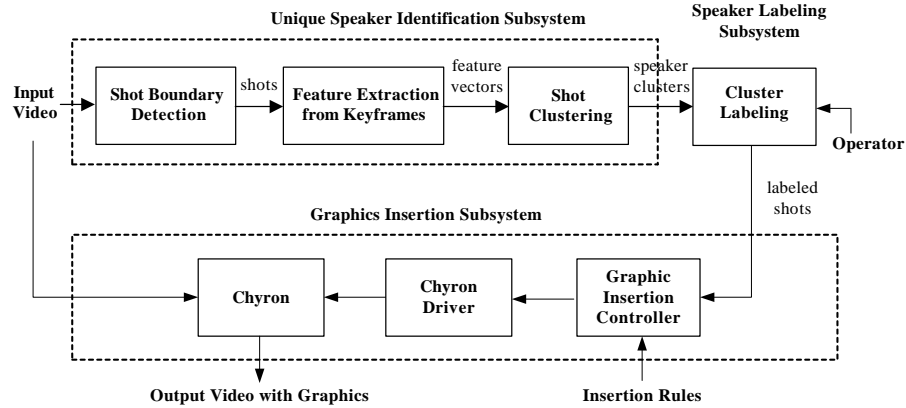 Unique Speaker Identification Subsystem
Speaker Labeling
Subsystem
Input
Video
Shot Boundary
Detection
shots
Feature Extraction
from Keyframes
feature
vectors
Shot
Clustering
speaker
clusters
Cluster
Labeling
Operator
labeled
shots
Graphics Insertion Subsystem
Chyron
Chyron
Driver
Graphic
Insertion
Controller
Output Video with Graphics
Insertion Rules